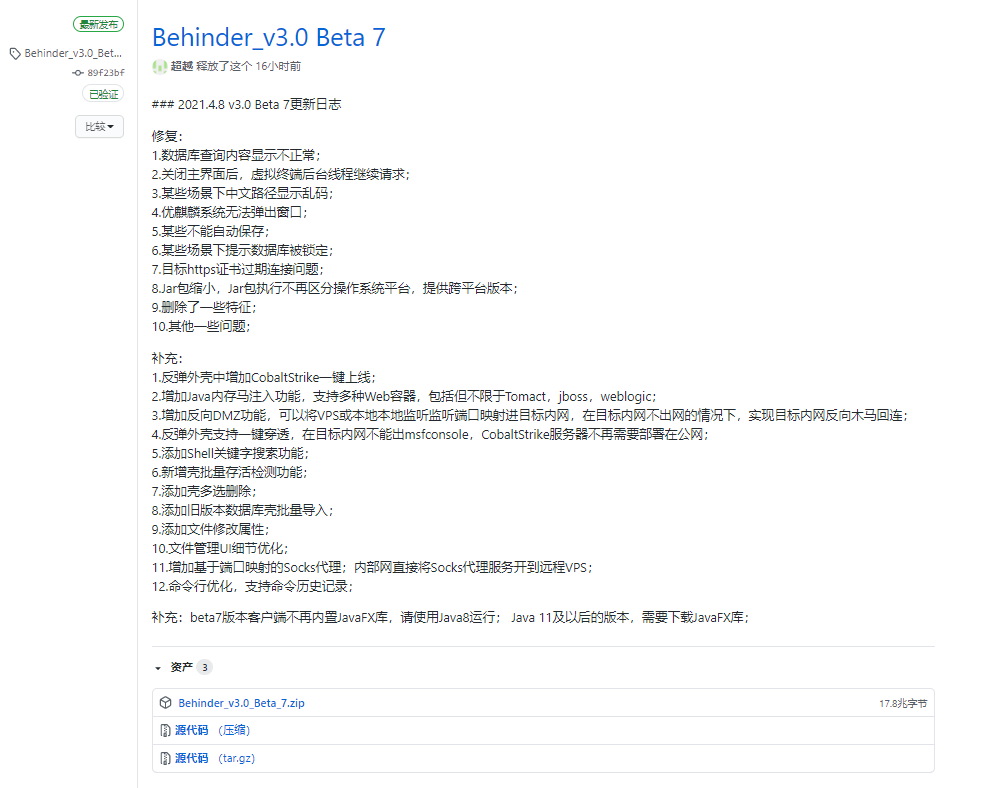 最新发布
Behinder_v3.0_Bet...
89f23bf
已验证
比较
Behinder_v3.0 Beta 7
超越 释放了这个 16小时前
### 2021.4.8 v3.0 Beta 7更新日志
修复：
1.数据库查询内容显示不正常；
2.关闭主界面后，虚拟终端后台线程继续请求；
3.某些场景下中文路径显示乱码；
4.优麒麟系统无法弹出窗口；
5.某些不能自动保存；
6.某些场景下提示数据库被锁定；
7.目标https证书过期连接问题；
8.Jar包缩小，Jar包执行不再区分操作系统平台，提供跨平台版本；
9.删除了一些特征；
10.其他一些问题；
补充：
1.反弹外壳中增加CobaltStrike一键上线；
2.增加Java内存马注入功能，支持多种Web容器，包括但不限于Tomact，jboss，weblogic；
3.增加反向DMZ功能，可以将VPS或本地本地监听监听端口映射进目标内网，在目标内网不出网的情况下，实现目标内网反向木马回连；
4.反弹外壳支持一键穿透，在目标内网不能出msfconsole，CobaltStrike服务器不再需要部署在公网；
5.添加Shell关键字搜索功能；
6.新增壳批量存活检测功能；
7.添加壳多选删除；
8.添加旧版本数据库壳批量导入；
9.添加文件修改属性；
10.文件管理UI细节优化；
11.增加基于端口映射的Socks代理；内部网直接将Socks代理服务开到远程VPS；
12.命令行优化，支持命令历史记录；
补充：beta7版本客户端不再内置JavaFX库，请使用Java8运行； Java 11及以后的版本，需要下载JavaFX库；
资产 3
Behinder_v3.0_Beta_7.zip 17.8兆字节
源代码 （压缩）
源代码 （tar.gz）